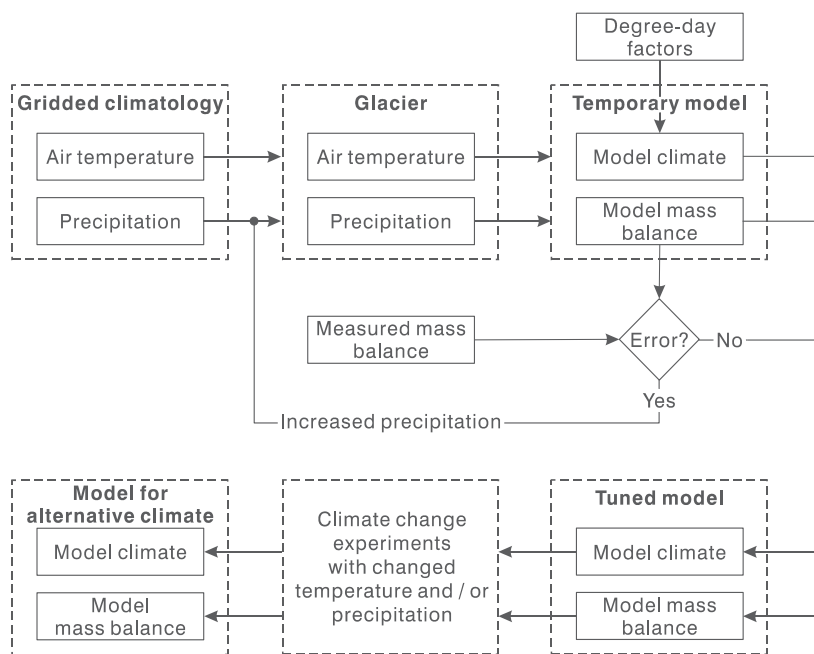 Degree-day
factors
Gridded climatology
Glacier
Temporary model
Air temperature
Air temperature
Model climate
Precipitation
Precipitation
Model mass
balance
Measured mass
balance
Error?
No
Yes
Increased precipitation
Model for
alternative climate
Model climate
Model
mass balance
Climate change
experiments
with changed
temperature and / or
precipitation
Tuned model
Model climate
Model mass
balance